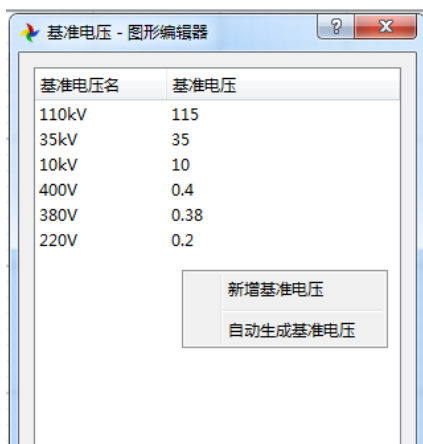 基准电压 - 图形编辑器
基准电压名 基准电压
110kV 115
35kV 35
10kV 10
400V 0.4
380V 0.38
220V 0.2
新增基准电压
自动生成基准电压